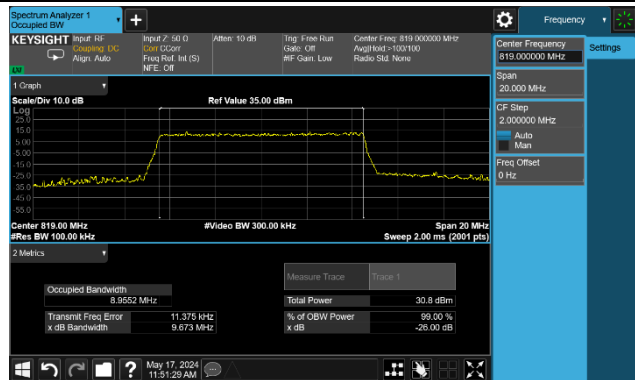 Spectrum Analyzer 1
Occupied BW
Frequency
KEYSIGHT
Input: RF
Coupling: DC
Align: Auto
Input Z: 50 Ω
Corr CCorr
Freq Ref: Int (S)
NFE: Off
Atten: 10 dB
Trig: Free Run
Gate: Off
#IF Gain: Low
Center Freq: 819.000000 MHz
Avg|Hold:>100/100
Radio Std: None
Center Frequency
819.000000 MHz
Settings
Span
20.000 MHz
CF Step
2.000000 MHz
Auto
Man
Freq Offset
0 Hz
1 Graph
Scale/Div 10.0 dB
Ref Value 35.00 dBm
Log
25.0
15.0
5.00
-5.00
-15.0
-25.0
-35.0
-45.0
-55.0
Center 819.00 MHz
#Video BW 300.00 kHz
Span 20 MHz
#Res BW 100.00 kHz
Sweep 2.00 ms (2001 pts)
2 Metrics
Measure Trace
Trace 1
Occupied Bandwidth
8.9552 MHz
Total Power
30.8 dBm
Transmit Freq Error
11.375 kHz
% of OBW Power
99.00 %
x dB Bandwidth
9.673 MHz
x dB
-26.00 dB
May 17, 2024
11:51:29 AM